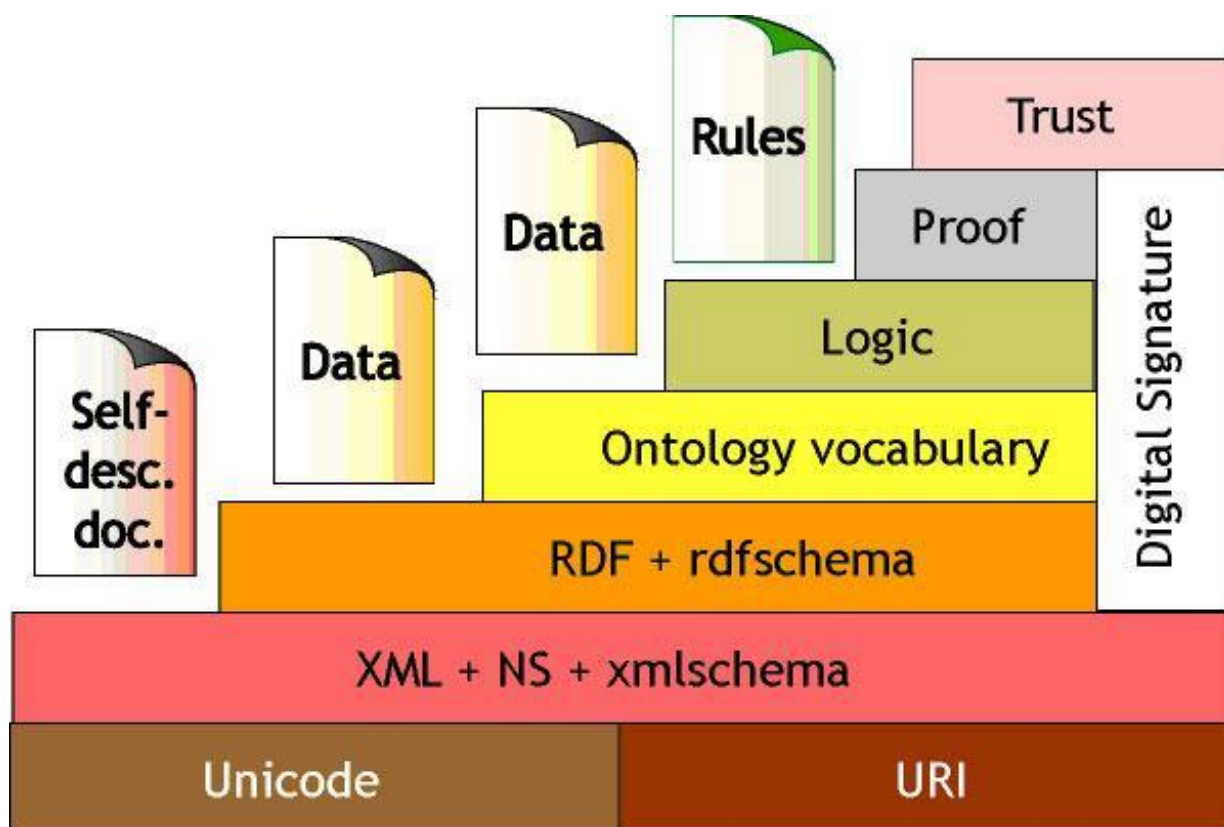 Trust
Rules
Proof
Data
Logic
Data
Self-
desc.
doc.
Ontology vocabulary
Digital Signature
RDF + rdfschema
XML + NS + xmlschema
Unicode
URI